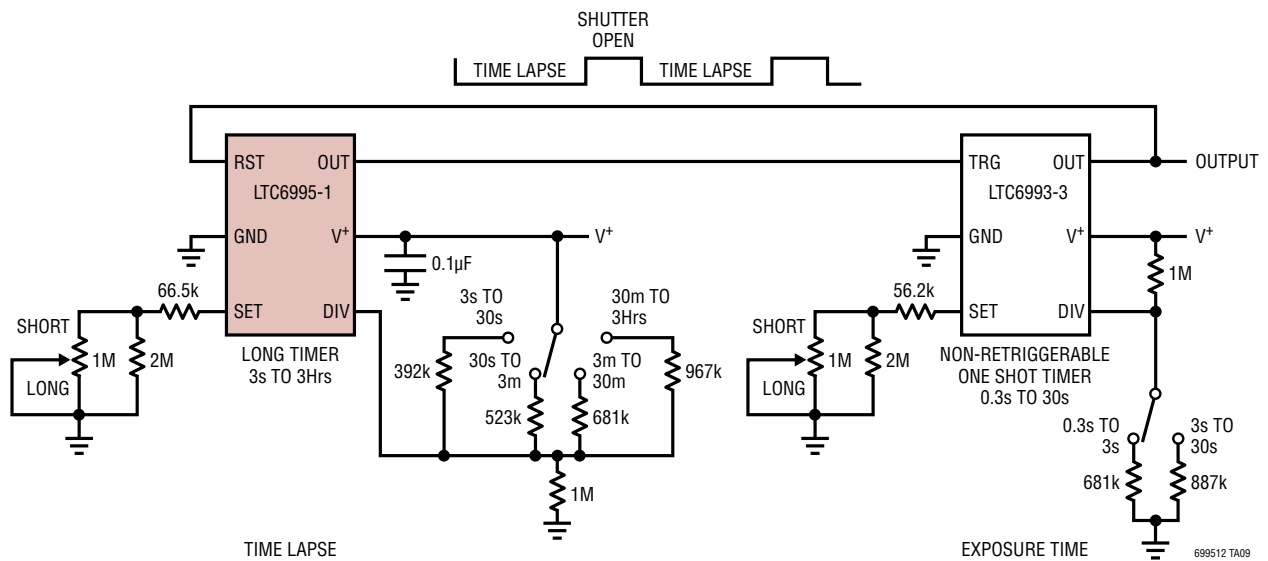 SHUTTER
OPEN
TIME LAPSE
TIME LAPSE
RST
OUT
LTC6995-1
GND
V+
SET
DIV
LONG TIMER
3s TO 3Hrs
66.5k
SHORT
1M
2M
LONG
0.1µF
V+
3s TO
30s
30m TO
3Hrs
392k
30s TO
3m
3m TO
30m
967k
523k
681k
1M
TIME LAPSE
TRG
OUT
OUTPUT
LTC6993-3
GND
V+
V+
SET
DIV
1M
NON-RETRIGGERABLE
ONE SHOT TIMER
0.3s TO 30s
56.2k
SHORT
1M
2M
LONG
0.3s TO
3s
3s TO
30s
681k
887k
EXPOSURE TIME
699512 TA09